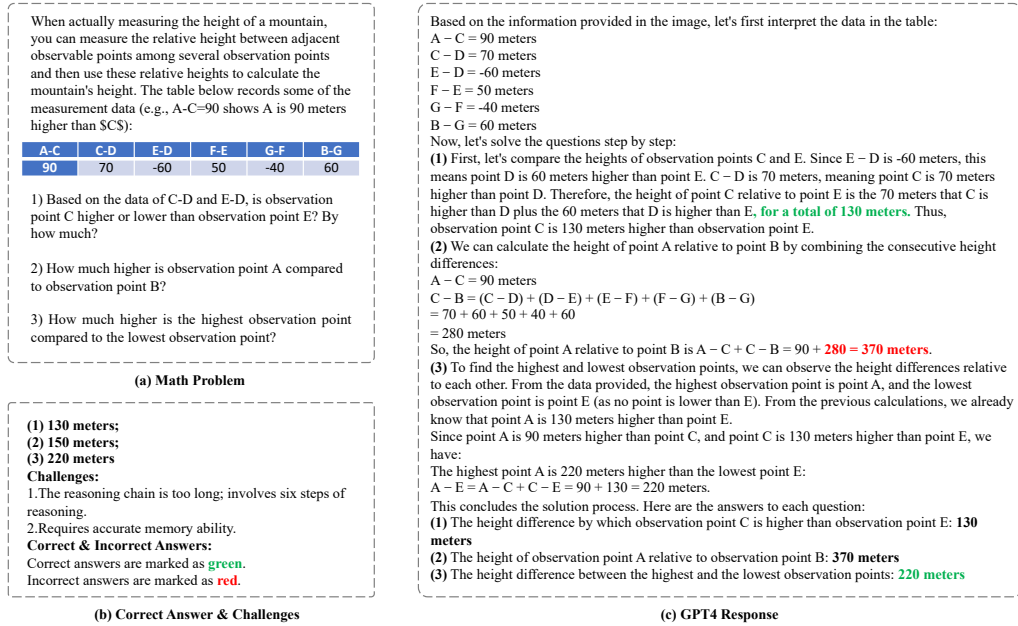 When actually measuring the height of a mountain,
you can measure the relative height between adjacent
observable points among several observation points
and then use these relative heights to calculate the
mountain's height. The table below records some of the
measurement data (e.g., A-C=90 shows A is 90 meters
higher than $C$):
A-C C-D E-D F-E G-F B-G
90 70 -60 50 -40 60
1) Based on the data of C-D and E-D, is observation
point C higher or lower than observation point E? By
how much?
2) How much higher is observation point A compared
to observation point B?
3) How much higher is the highest observation point
compared to the lowest observation point?
(a) Math Problem
(1) 130 meters;
(2) 150 meters;
(3) 220 meters
Challenges:
1.The reasoning chain is too long; involves six steps of
reasoning.
2.Requires accurate memory ability.
Correct & Incorrect Answers:
Correct answers are marked as green.
Incorrect answers are marked as red.
(b) Correct Answer & Challenges
Based on the information provided in the image, let's first interpret the data in the table:
A − C = 90 meters
C − D = 70 meters
E − D = -60 meters
F − E = 50 meters
G − F = -40 meters
B − G = 60 meters
Now, let's solve the questions step by step:
(1) First, let's compare the heights of observation points C and E. Since E − D is -60 meters, this
means point D is 60 meters higher than point E. C − D is 70 meters, meaning point C is 70 meters
higher than point D. Therefore, the height of point C relative to point E is the 70 meters that C is
higher than D plus the 60 meters that D is higher than E, for a total of 130 meters. Thus,
observation point C is 130 meters higher than observation point E.
(2) We can calculate the height of point A relative to point B by combining the consecutive height
differences:
A − C = 90 meters
C − B = (C − D) + (D − E) + (E − F) + (F − G) + (B − G)
= 70 + 60 + 50 + 40 + 60
= 280 meters
So, the height of point A relative to point B is A − C + C − B = 90 + 280 = 370 meters.
(3) To find the highest and lowest observation points, we can observe the height differences relative
to each other. From the data provided, the highest observation point is point A, and the lowest
observation point is point E (as no point is lower than E). From the previous calculations, we already
know that point A is 130 meters higher than point E.
Since point A is 90 meters higher than point C, and point C is 130 meters higher than point E, we
have:
The highest point A is 220 meters higher than the lowest point E:
A − E = A − C + C − E = 90 + 130 = 220 meters.
This concludes the solution process. Here are the answers to each question:
(1) The height difference by which observation point C is higher than observation point E: 130
meters
(2) The height of observation point A relative to observation point B: 370 meters
(3) The height difference between the highest and the lowest observation points: 220 meters
(c) GPT4 Response